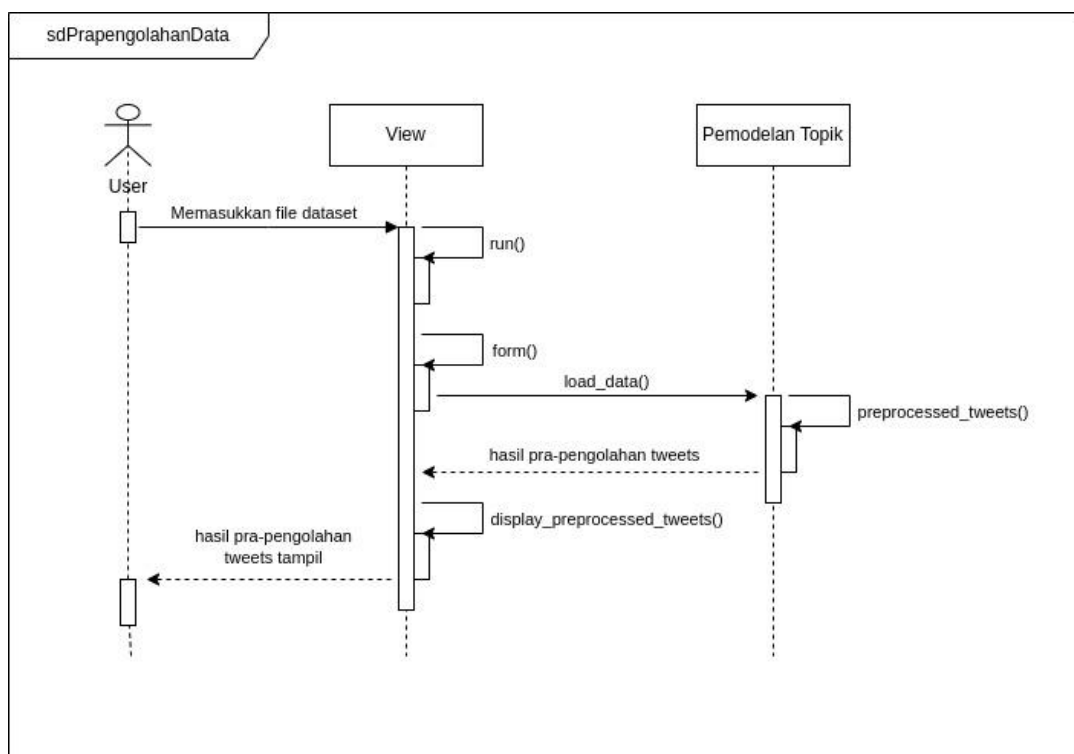 sdPrapengolahanData
View
Pemodelan Topik
User
Memasukkan file dataset
run()
form()
load_data()
preprocessed_tweets()
hasil pra-pengolahan tweets
display_preprocessed_tweets()
hasil pra-pengolahan
tweets tampil